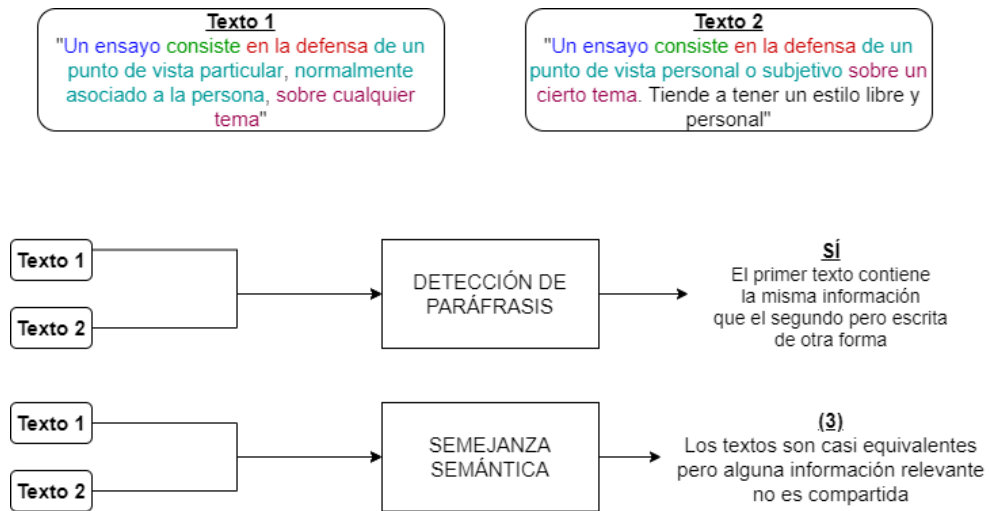 Texto 1
"Un ensayo consiste en la defensa de un
punto de vista particular, normalmente
asociado a la persona, sobre cualquier
tema"
Texto 2
"Un ensayo consiste en la defensa de un
punto de vista personal o subjetivo sobre un
cierto tema. Tiende a tener un estilo libre y
personal"
Texto 1
Texto 2
DETECCIÓN DE
PARÁFRASIS
SÍ
El primer texto contiene
la misma información
que el segundo pero escrita
de otra forma
Texto 1
Texto 2
SEMEJANZA
SEMÁNTICA
(3)
Los textos son casi equivalentes
pero alguna información relevante
no es compartida